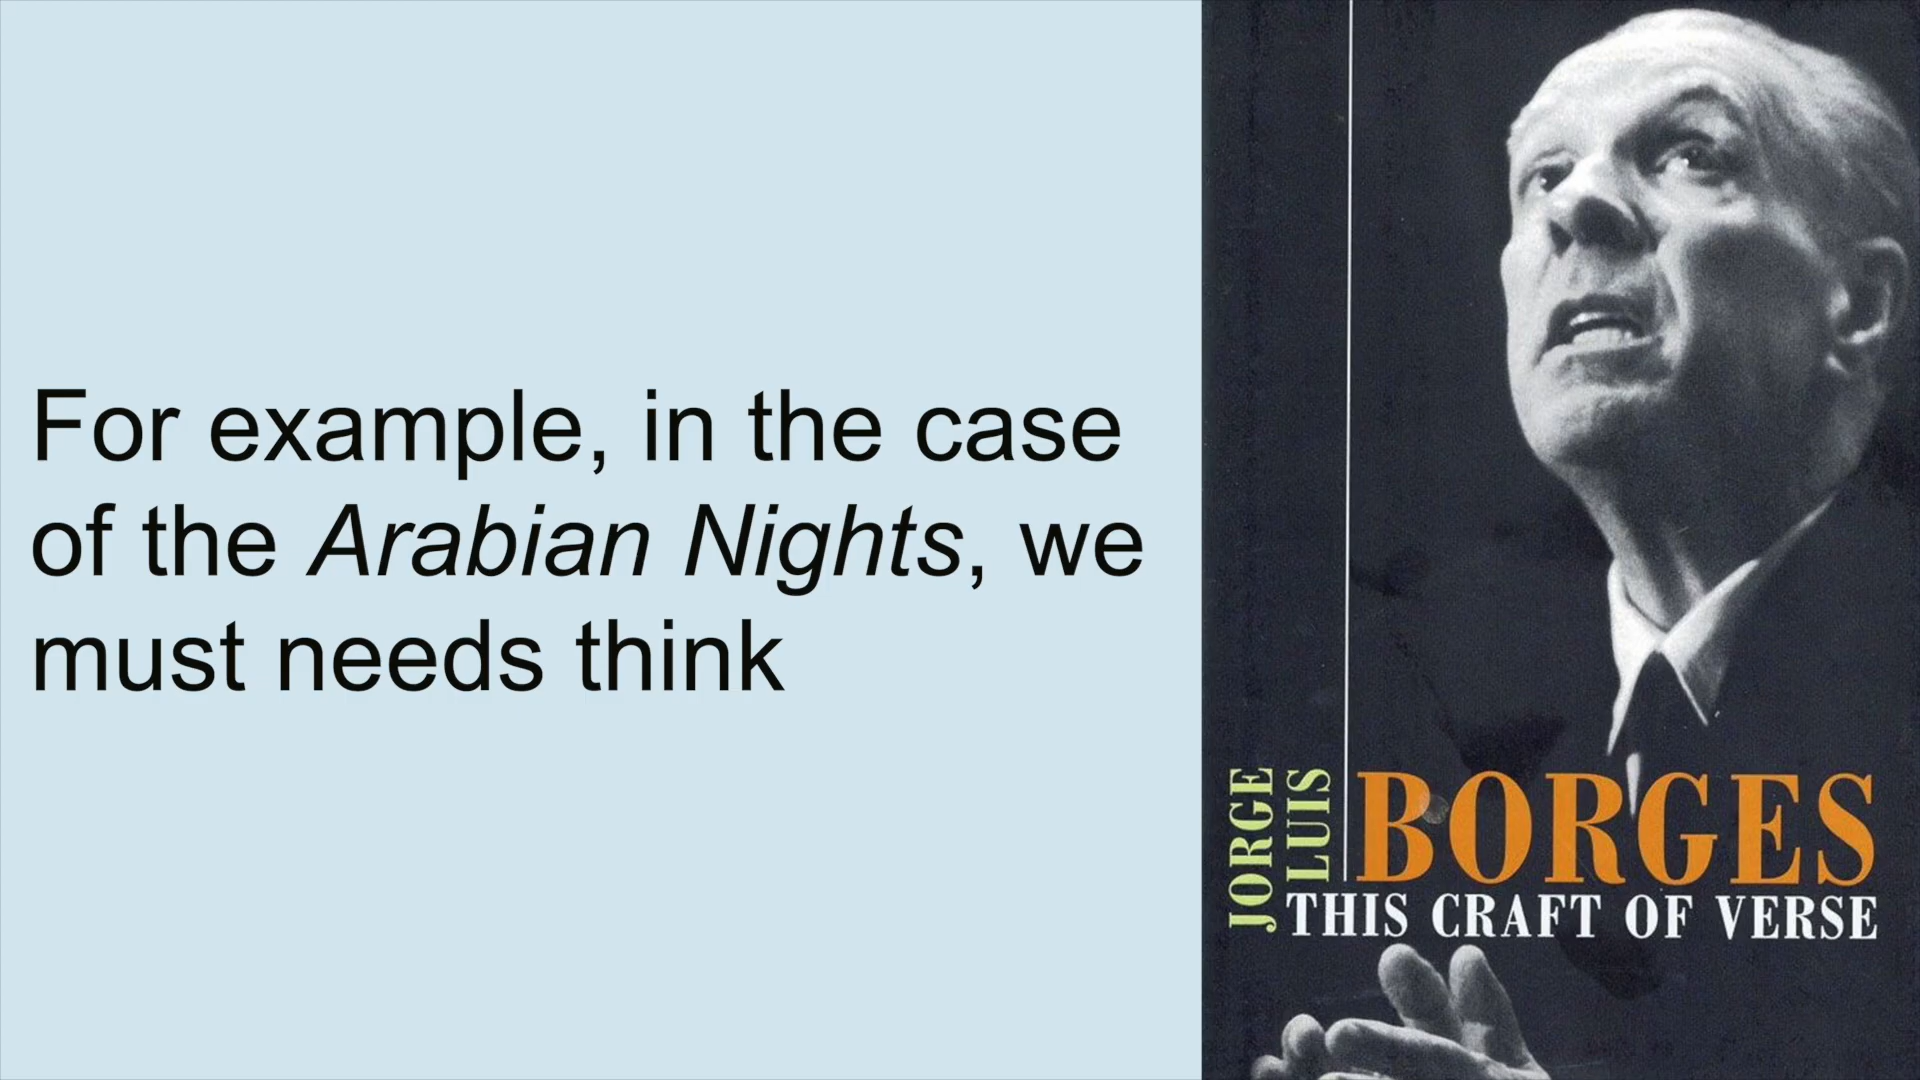 For example, in the case
of the Arabian Nights, we
must needs think
JORGE
LUIS
BORGES
THIS CRAFT OF VERSE